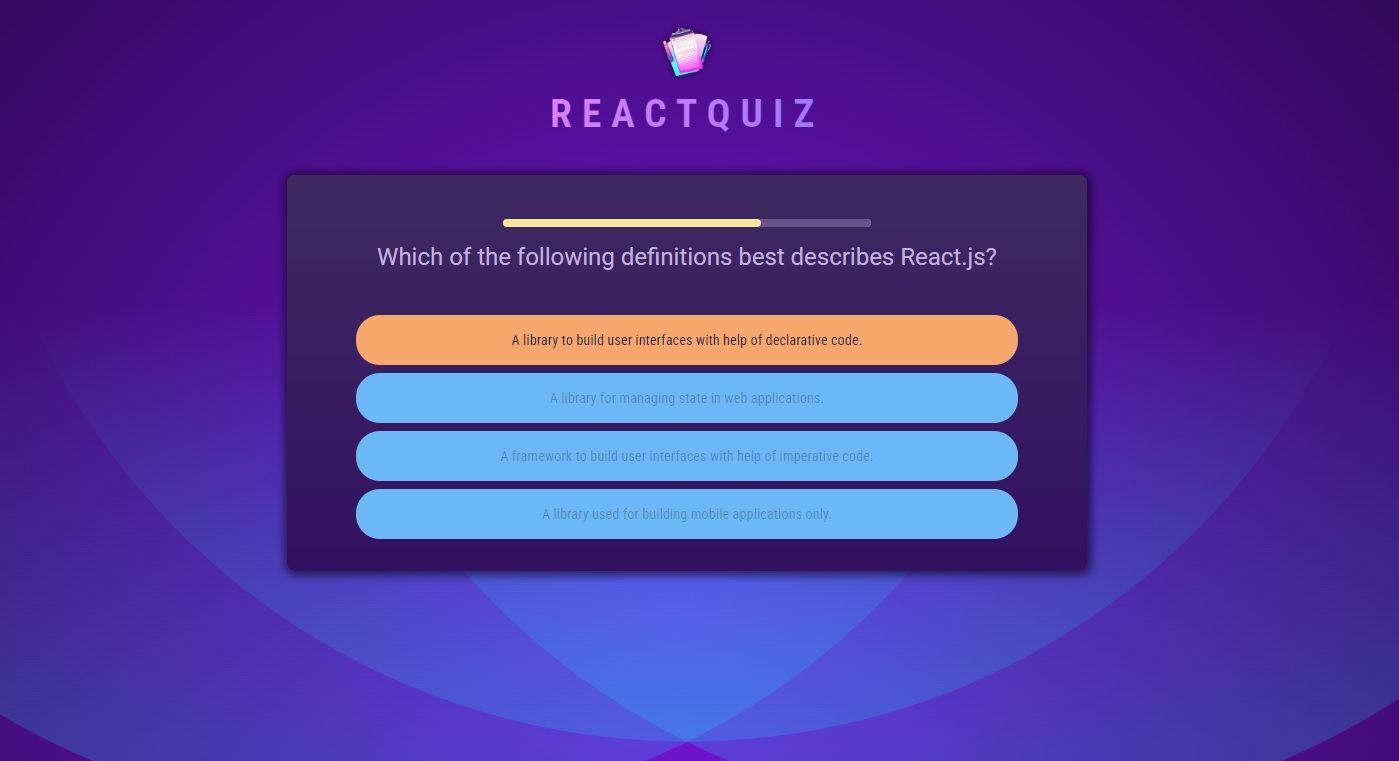 REACTQUIZ
Which of the following definitions best describes React.js?
A library to build user interfaces with help of declarative code.
A library for managing state in web applications.
A framework to build user interfaces with help of imperative code.
A library used for building mobile applications only.